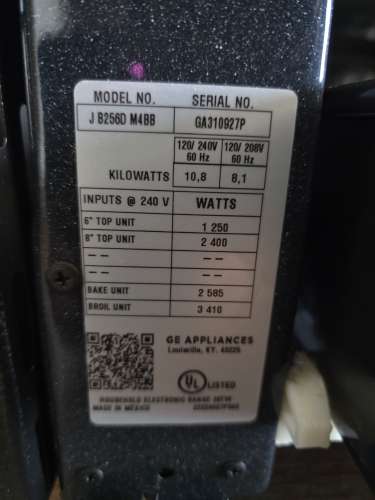 MODEL NO. SERIAL NO.
JB256D M4BB GA310927P
120/ 240V 120/ 208V
60 Hz 60 Hz
KILOWATTS 10,8 8,1
INPUTS @ 240 V WATTS
6" TOP UNIT 1 250
8" TOP UNIT 2 400
-- --
-- --
BAKE UNIT 2 585
BROIL UNIT 3 410
GE APPLIANCES
Louisville, KY. 40225
UL LISTED
HOUSEHOLD ELECTRONIC RANGE
MADE IN MEXICO